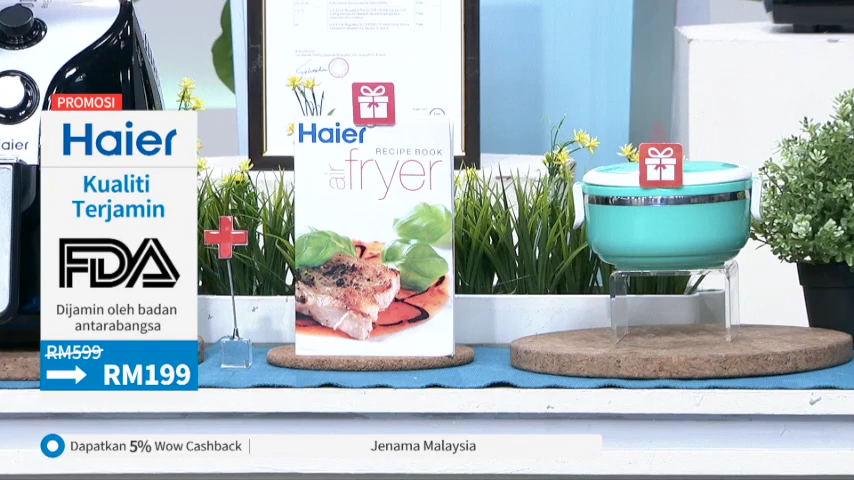 PROMOSI
Haier
Kualiti
Terjamin
FDA
Dijamin oleh badan
antarabangsa
RM599
RM199
Haier
Haier
RECIPE BOOK
air
fryer
Dapatkan 5% Wow Cashback
Jenama Malaysia